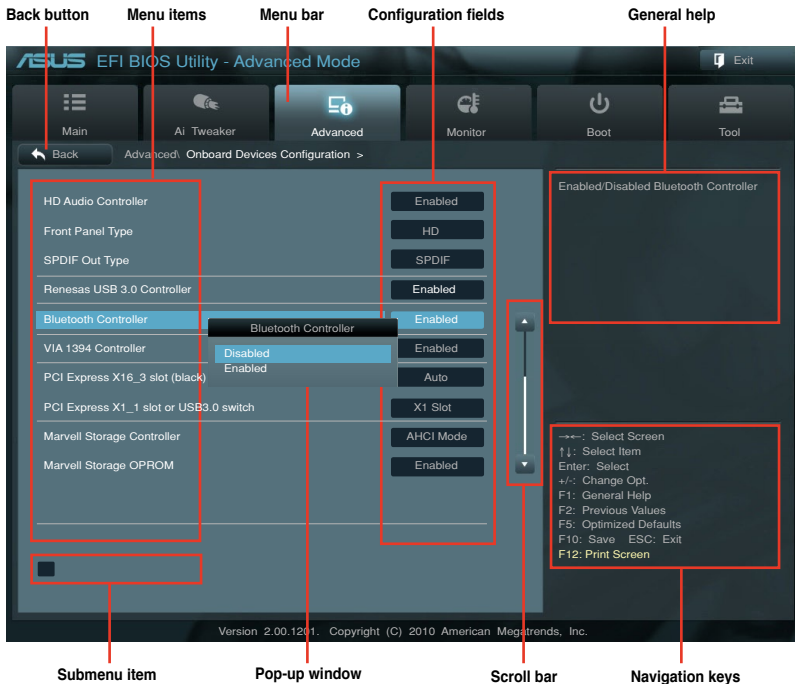 Back button Menu items Menu bar Configuration fields General help
ASUS EFI BIOS Utility - Advanced Mode Exit
Main Ai Tweaker Advanced Monitor Boot Tool
Back Advanced\ Onboard Devices Configuration >
Enabled/Disabled Bluetooth Controller
HD Audio Controller Enabled
Front Panel Type HD
SPDIF Out Type SPDIF
Renesas USB 3.0 Controller Enabled
Bluetooth Controller Enabled
Bluetooth Controller
Disabled
Enabled
VIA 1394 Controller Enabled
PCI Express X16_3 slot (black) Auto
PCI Express X1_1 slot or USB3.0 switch X1 Slot
Marvell Storage Controller AHCI Mode
Marvell Storage OPROM Enabled
→←: Select Screen
↑↓: Select Item
Enter: Select
+/-: Change Opt.
F1: General Help
F2: Previous Values
F5: Optimized Defaults
F10: Save ESC: Exit
F12: Print Screen
Version 2.00.1201. Copyright (C) 2010 American Megatrends, Inc.
Submenu item Pop-up window Scroll bar Navigation keys